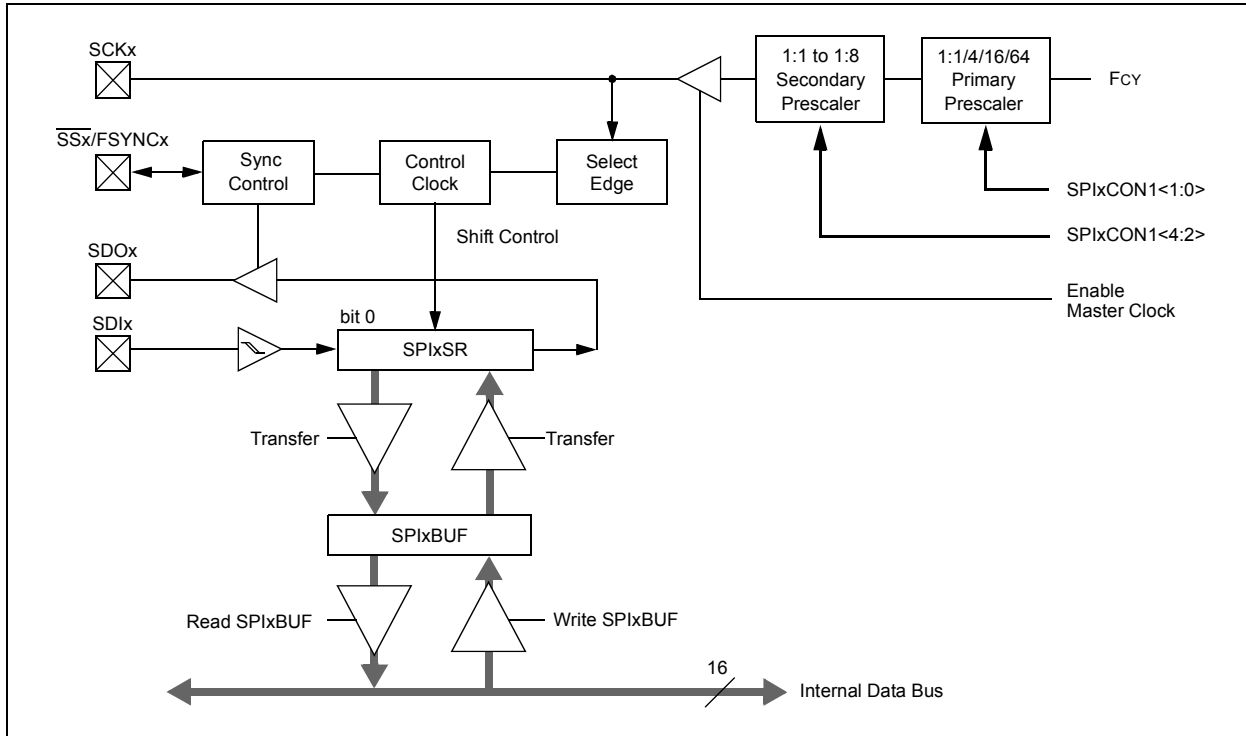 SCKx
1:1 to 1:8
Secondary
Prescaler
1:1/4/16/64
Primary
Prescaler
FCY
SSx/FSYNCx
Sync
Control
Control
Clock
Select
Edge
SPIxCON1<1:0>
SPIxCON1<4:2>
Shift Control
SDOx
Enable
Master Clock
SDIx
bit 0
SPIxSR
Transfer
Transfer
SPIxBUF
Read SPIxBUF
Write SPIxBUF
16
Internal Data Bus